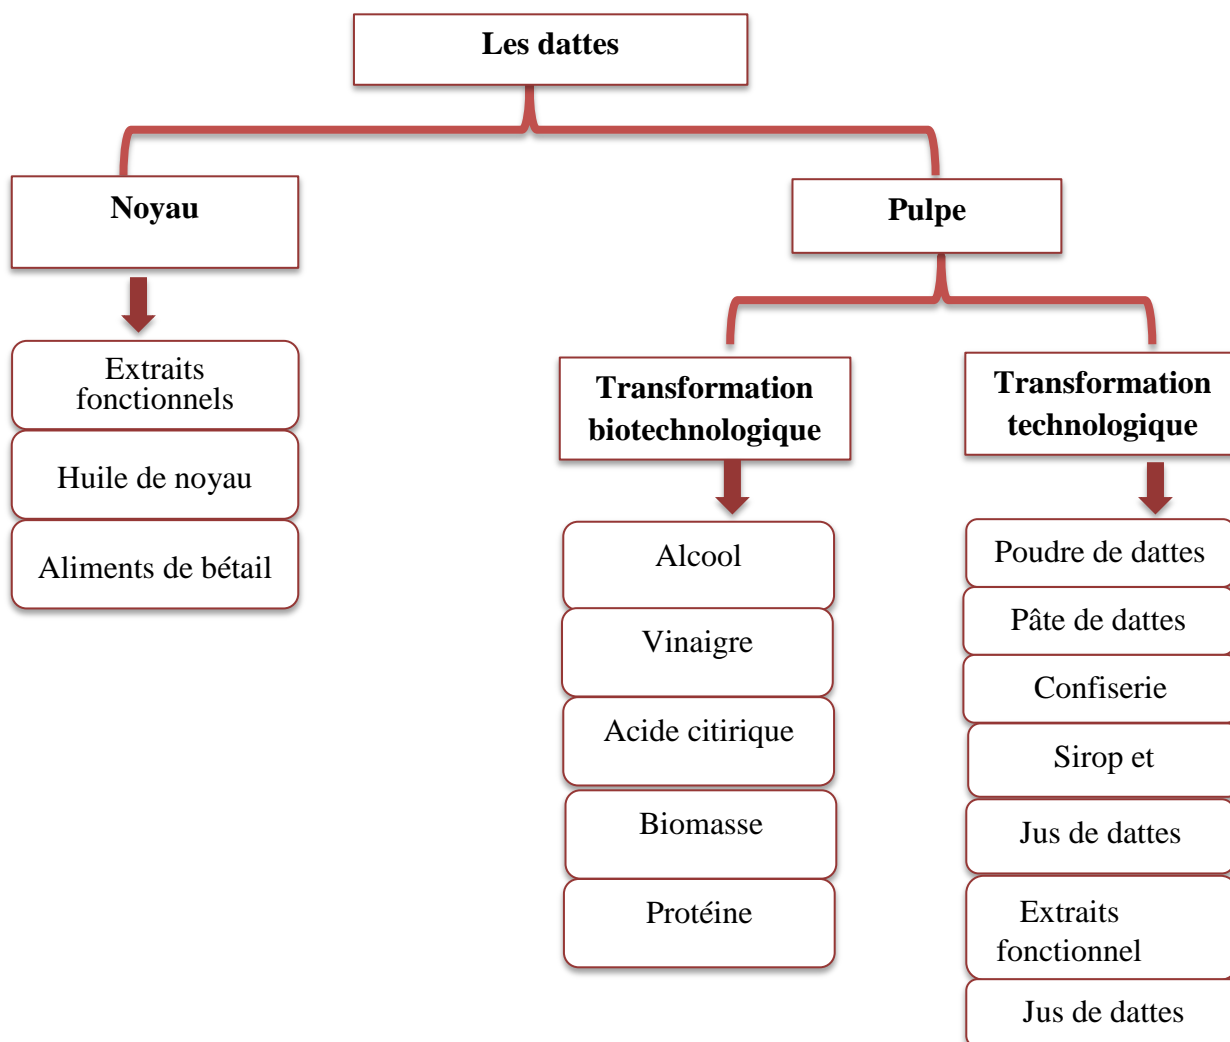 Les dattes
Noyau
Pulpe
Extraits
fonctionnels
Huile de noyau
Aliments de bétail
Transformation
biotechnologique
Alcool
Vinaigre
Acide citirique
Biomasse
Protéine
Transformation
technologique
Poudre de dattes
Pâte de dattes
Confiserie
Sirop et
Jus de dattes
Extraits
fonctionnel
Jus de dattes